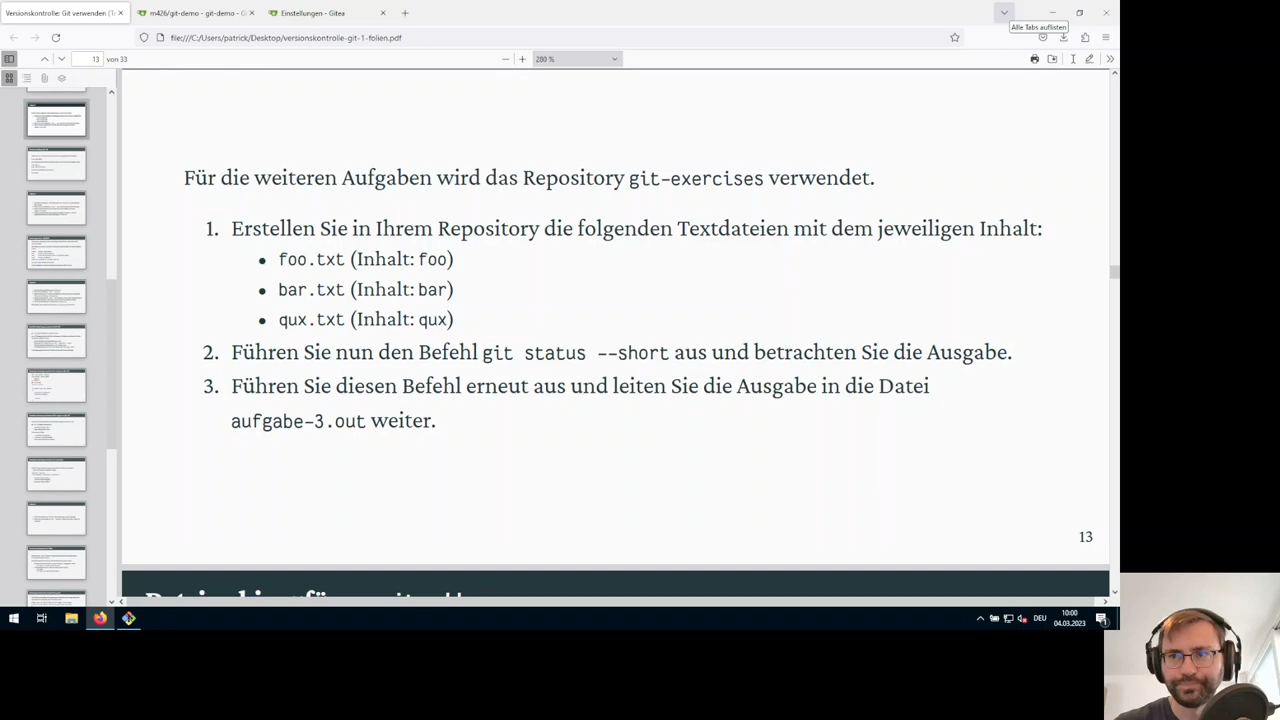 Versionskontrolle: Git verwenden (T
m426/git-demo - git-demo - G
Einstellungen - Gitea
Alle Tabs auflisten
file:///C:/Users/patrick/Desktop/versionskontrolle-git-1-folien.pdf
13 von 33
280 %
Für die weiteren Aufgaben wird das Repository git-exercises verwendet.
1. Erstellen Sie in Ihrem Repository die folgenden Textdateien mit dem jeweiligen Inhalt:
• foo.txt (Inhalt: foo)
• bar.txt (Inhalt: bar)
• qux.txt (Inhalt: qux)
2. Führen Sie nun den Befehl git status --short aus und betrachten Sie die Ausgabe.
3. Führen Sie diesen Befehl erneut aus und leiten Sie die Ausgabe in die Datei
aufgabe-3.out weiter.
13
DEU
10:00
04.03.2023